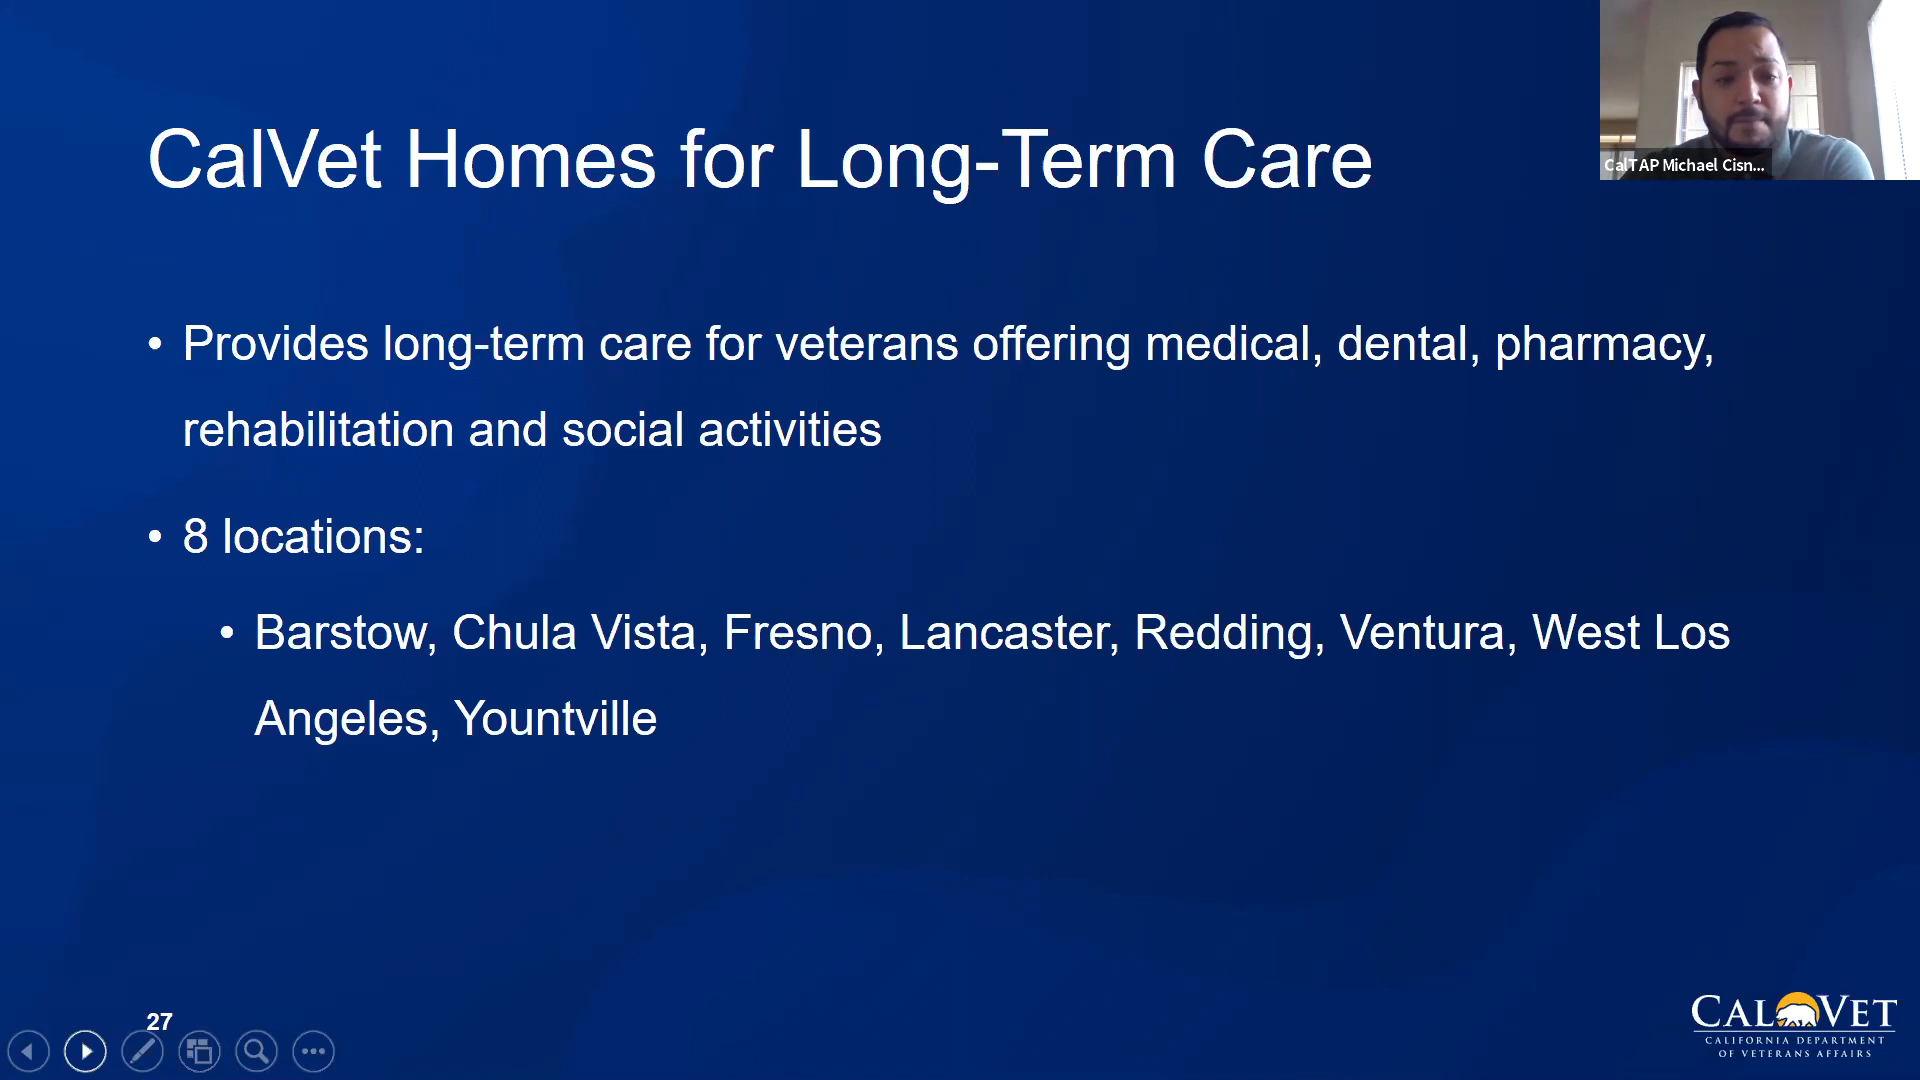 CalVet Homes for Long-Term Care
CalTAP Michael Cisn...
• Provides long-term care for veterans offering medical, dental, pharmacy,
rehabilitation and social activities
• 8 locations:
• Barstow, Chula Vista, Fresno, Lancaster, Redding, Ventura, West Los
Angeles, Yountville
27
CALVET
CALIFORNIA DEPARTMENT
OF VETERANS AFFAIRS